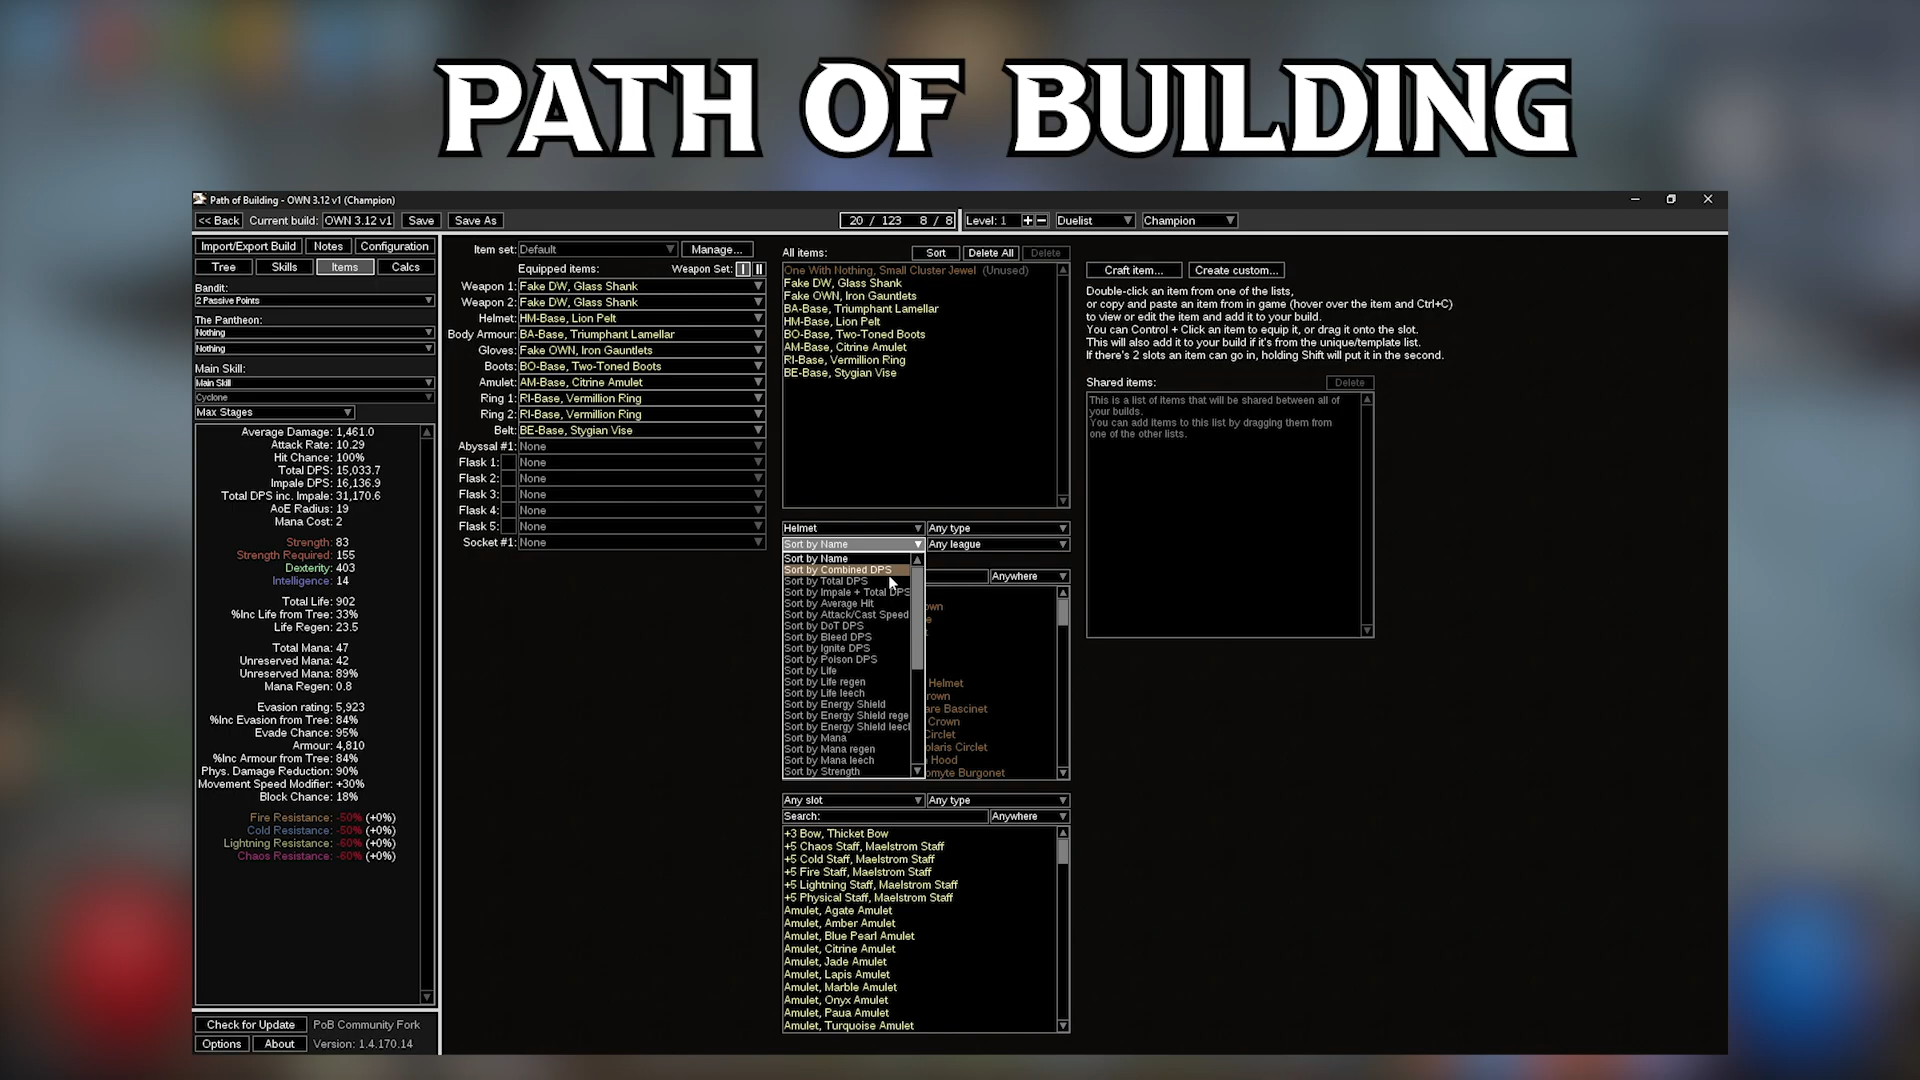 PATH OF BUILDING
Path of Building - OWN 3.12 v1 (Champion)
<< Back Current build: OWN 3.12 v1 Save Save As 20 / 123 8 / 8 Level: 1 Duelist Champion
Import/Export Build Notes Configuration
Tree Skills Items Calcs
Bandit:
2 Passive Points
The Pantheon:
Nothing
Nothing
Main Skill:
Main Skill
Cyclone
Max Stages
Average Damage: 1,461.0
Attack Rate: 10.29
Hit Chance: 100%
Total DPS: 15,033.7
Impale DPS: 16,136.9
Total DPS inc. Impale: 31,170.6
AoE Radius: 19
Mana Cost: 2
Strength: 83
Strength Required: 155
Dexterity: 403
Intelligence: 14
Total Life: 902
%Inc Life from Tree: 33%
Life Regen: 23.5
Total Mana: 47
Unreserved Mana: 42
Unreserved Mana: 89%
Mana Regen: 0.8
Evasion rating: 5,923
%Inc Evasion from Tree: 84%
Evade Chance: 95%
Armour: 4,810
%Inc Armour from Tree: 84%
Phys. Damage Reduction: 90%
Movement Speed Modifier: +30%
Block Chance: 18%
Fire Resistance: -50% (+0%)
Cold Resistance: -50% (+0%)
Lightning Resistance: -60% (+0%)
Chaos Resistance: -60% (+0%)
Check for Update PoB Community Fork
Options About Version: 1.4.170.14
Item set: Default Manage...
Equipped items: Weapon Set: I II
Weapon 1: Fake DW, Glass Shank
Weapon 2: Fake DW, Glass Shank
Helmet: HM-Base, Lion Pelt
Body Armour: BA-Base, Triumphant Lamellar
Gloves: Fake OWN, Iron Gauntlets
Boots: BO-Base, Two-Toned Boots
Amulet: AM-Base, Citrine Amulet
Ring 1: RI-Base, Vermillion Ring
Ring 2: RI-Base, Vermillion Ring
Belt: BE-Base, Stygian Vise
Abyssal #1: None
Flask 1: None
Flask 2: None
Flask 3: None
Flask 4: None
Flask 5: None
Socket #1: None
All items: Sort Delete All Delete
One With Nothing, Small Cluster Jewel (Unused)
Fake DW, Glass Shank
Fake OWN, Iron Gauntlets
BA-Base, Triumphant Lamellar
HM-Base, Lion Pelt
BO-Base, Two-Toned Boots
AM-Base, Citrine Amulet
RI-Base, Vermillion Ring
BE-Base, Stygian Vise
Helmet Any type
Sort by Name Any league
Sort by Name
Sort by Combined DPS
Sort by Total DPS Anywhere
Sort by Impale + Total DPS
Sort by Average Hit
Sort by Attack/Cast Speed
Sort by DoT DPS
Sort by Bleed DPS
Sort by Ignite DPS
Sort by Poison DPS
Sort by Life
Sort by Life regen Helmet
Sort by Life leech
Sort by Energy Shield Bascinet
Sort by Energy Shield rege
Sort by Energy Shield leech Crown
Sort by Mana Circlet
Sort by Mana regen Circlet
Sort by Mana leech Hood
Sort by Strength Burgonet
Any slot Any type
Search: Anywhere
+3 Bow, Thicket Bow
+5 Chaos Staff, Maelstrom Staff
+5 Cold Staff, Maelstrom Staff
+5 Fire Staff, Maelstrom Staff
+5 Lightning Staff, Maelstrom Staff
+5 Physical Staff, Maelstrom Staff
Amulet, Agate Amulet
Amulet, Amber Amulet
Amulet, Blue Pearl Amulet
Amulet, Citrine Amulet
Amulet, Jade Amulet
Amulet, Lapis Amulet
Amulet, Marble Amulet
Amulet, Onyx Amulet
Amulet, Paua Amulet
Amulet, Turquoise Amulet
Craft item... Create custom...
Double-click an item from one of the lists,
or copy and paste an item from in game (hover over the item and Ctrl+C)
to view or edit the item and add it to your build.
You can Control + Click an item to equip it, or drag it onto the slot.
This will also add it to your build if it's from the unique/template list.
If there's 2 slots an item can go in, holding Shift will put it in the second.
Shared items: Delete
This is a list of items that will be shared between all of
your builds.
You can add items to this list by dragging them from
one of the other lists.